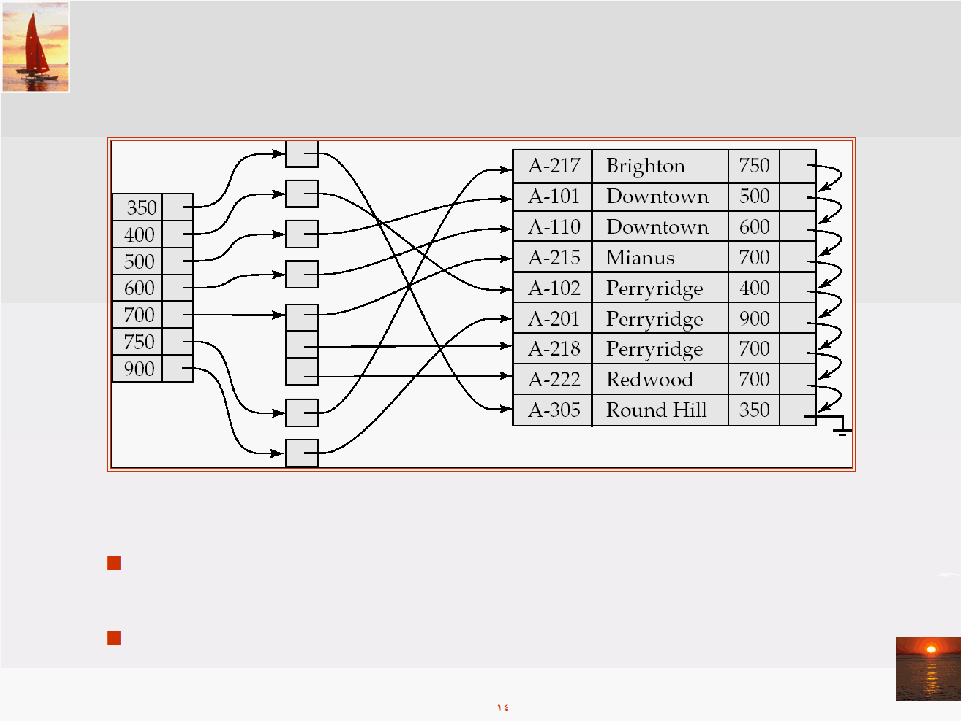 350
400
500
600
700
750
900
A-217 Brighton 750
A-101 Downtown 500
A-110 Downtown 600
A-215 Mianus 700
A-102 Perryridge 400
A-201 Perryridge 900
A-218 Perryridge 700
A-222 Redwood 700
A-305 Round Hill 350
١٤